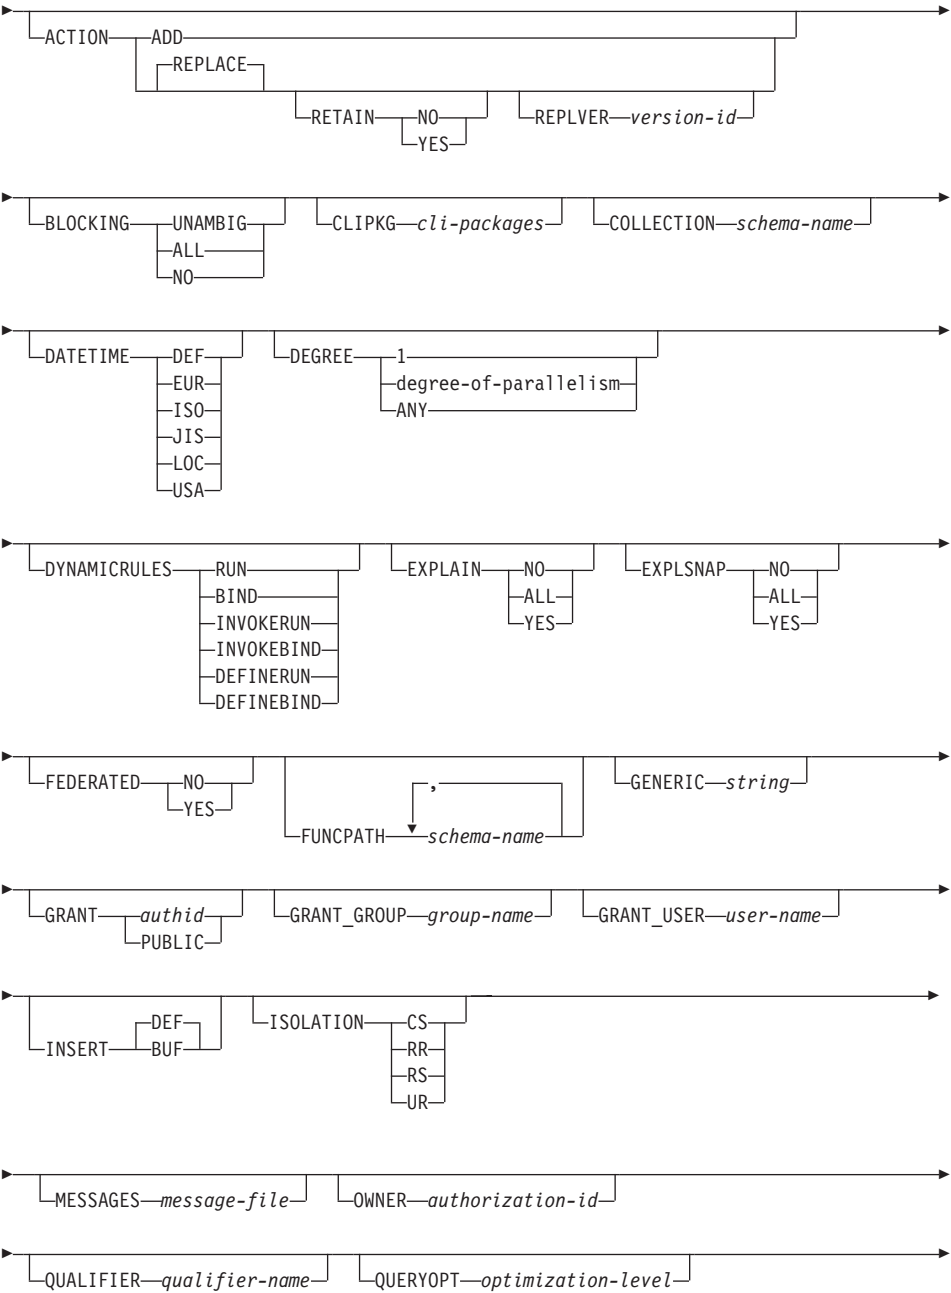 ACTION ADD
REPLACE
RETAIN NO REPLVER version-id
YES
BLOCKING UNAMBIG CLIPKG cli-packages COLLECTION schema-name
ALL
NO
DATETIME DEF DEGREE 1
EUR degree-of-parallelism
ISO ANY
JIS
LOC
USA
DYNAMICRULES RUN EXPLAIN NO EXPLSNAP NO
BIND ALL ALL
INVOKERUN YES YES
INVOKEBIND
DEFINERUN
DEFINEBIND
FEDERATED NO , GENERIC string
YES
FUNCPATH schema-name
GRANT authid GRANT_GROUP group-name GRANT_USER user-name
PUBLIC
DEF ISOLATION CS
INSERT BUF RR
RS
UR
MESSAGES message-file OWNER authorization-id
QUALIFIER qualifier-name QUERYOPT optimization-level